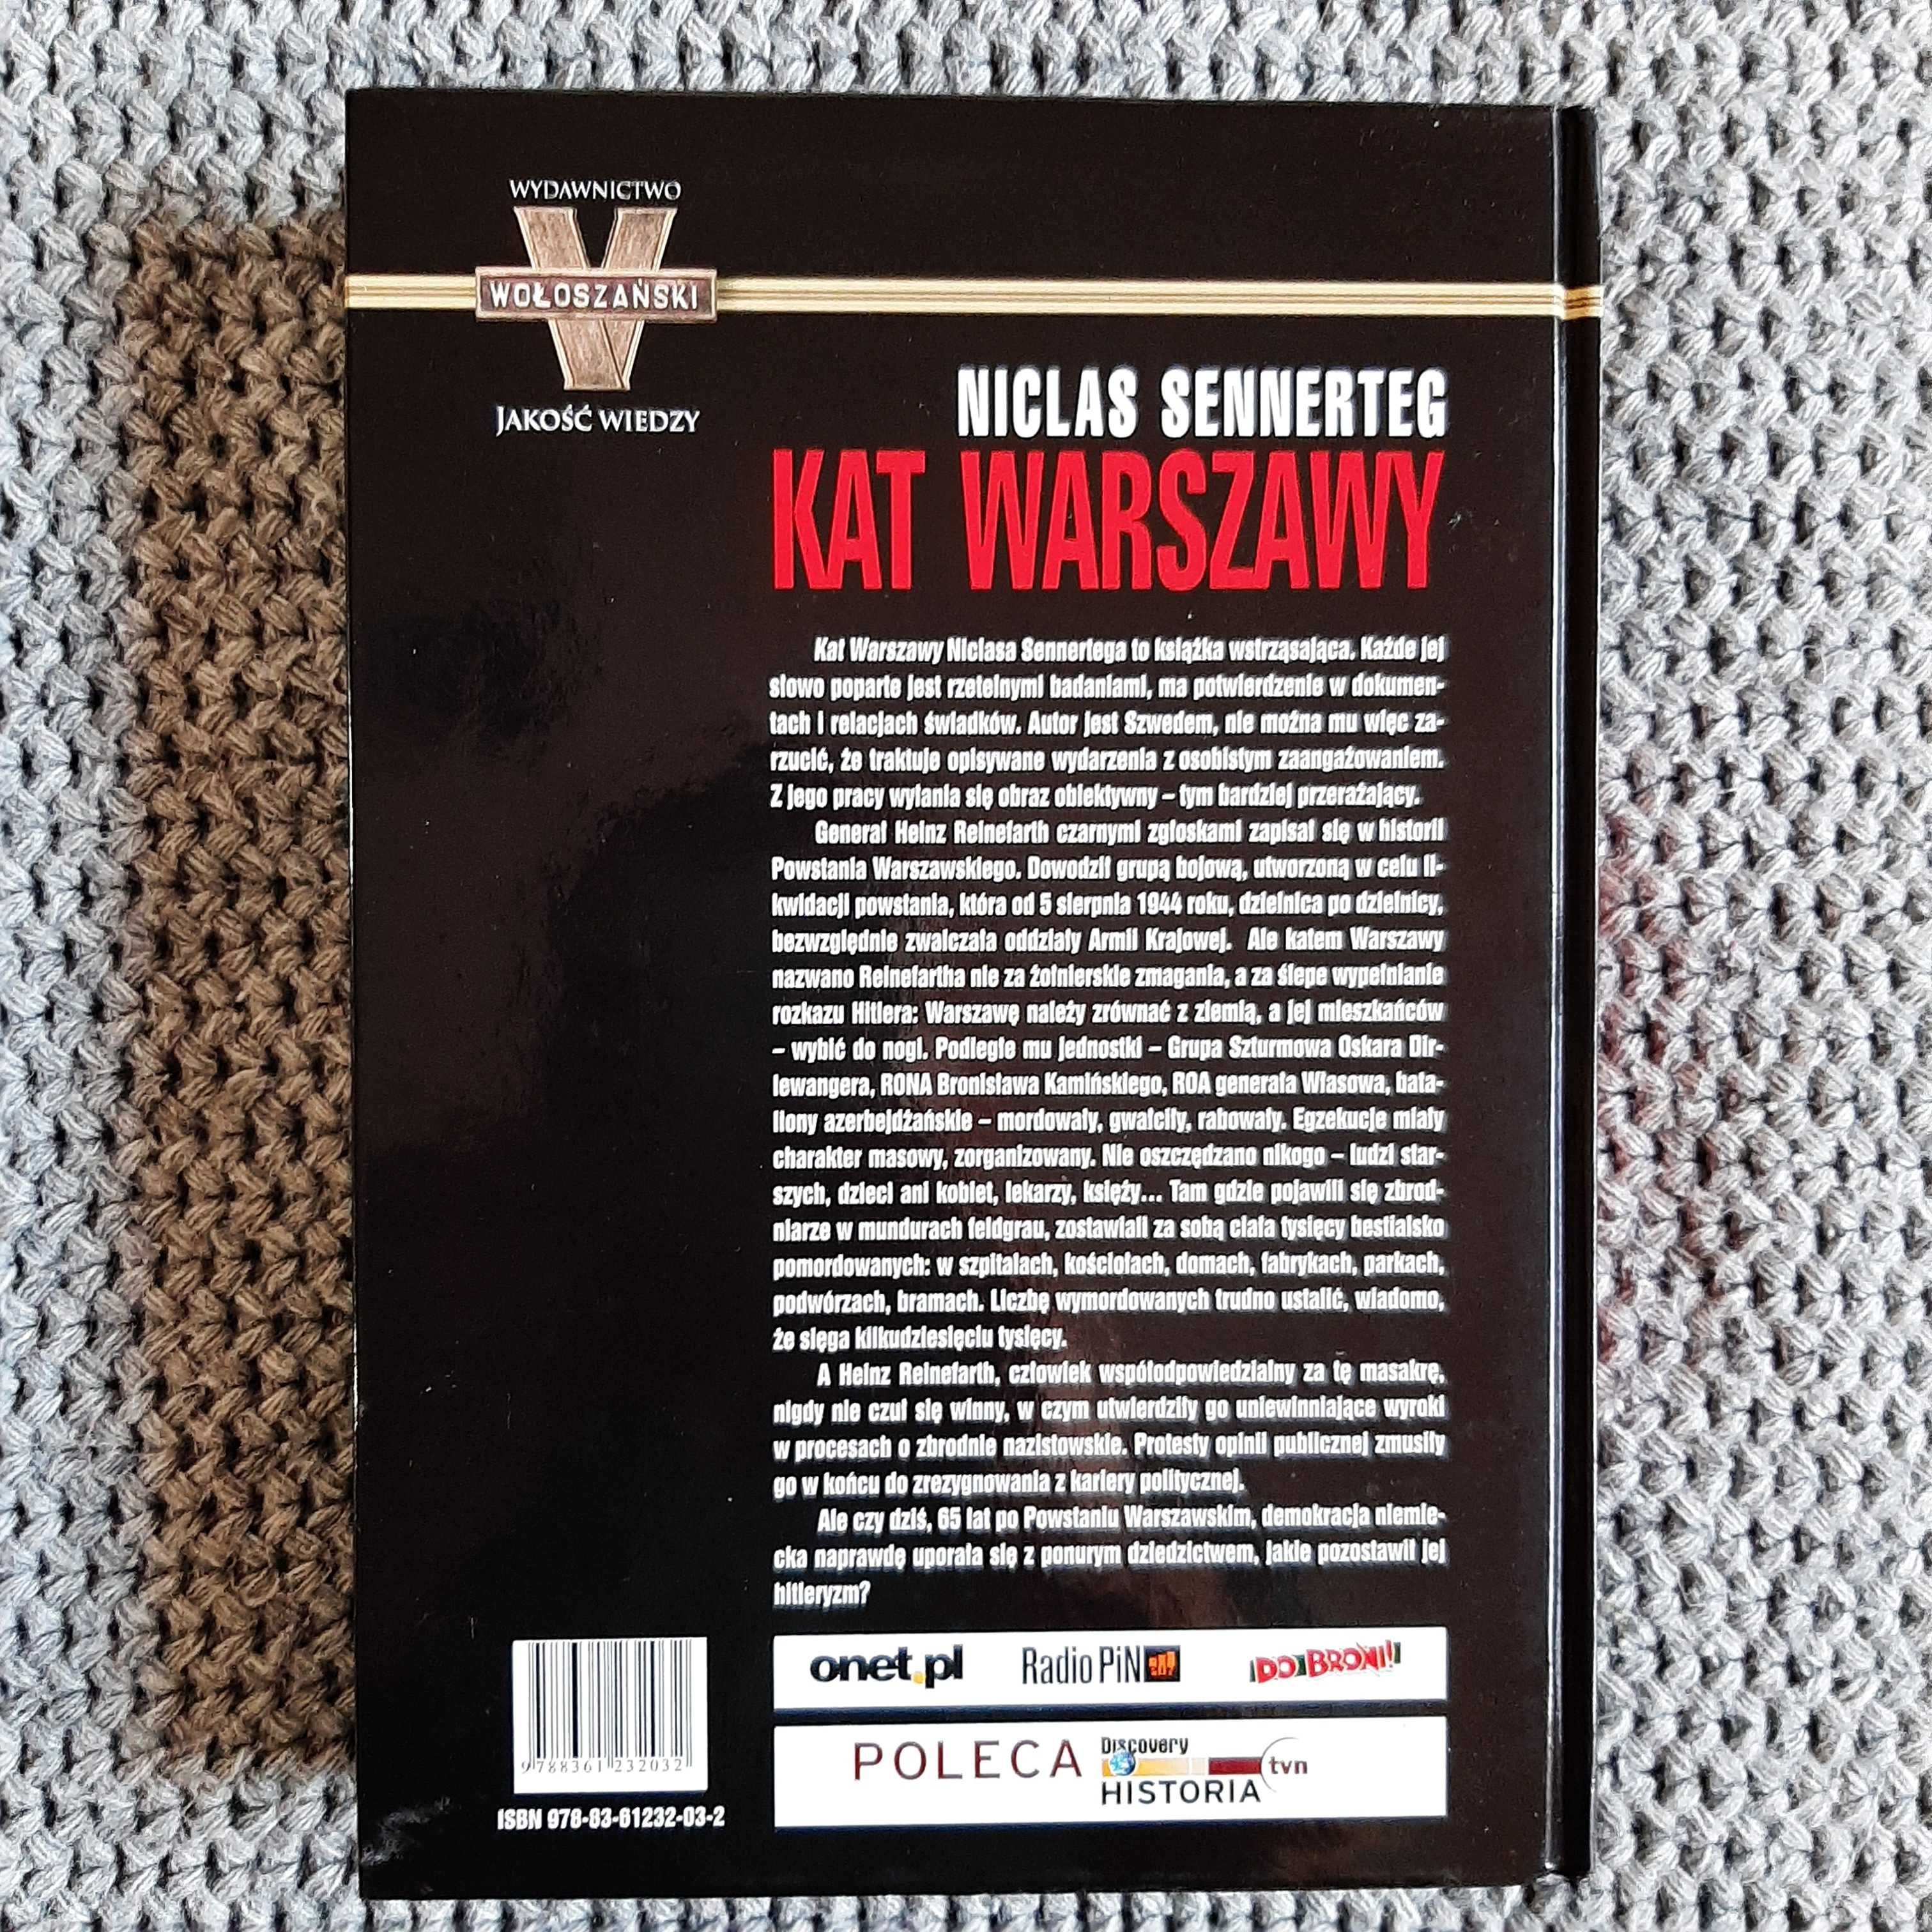 WYDAWNICTWO
WOŁOSZAŃSKI
JAKOŚĆ WIEDZY
NICLAS SENNERTEG
KAT WARSZAWY
Kat Warszawy Niclasa Sennertega to książka wstrząsająca. Każde jej
słowo poparte jest rzetelnymi badaniami, ma potwierdzenie w dokumen-
tach i relacjach świadków. Autor jest Szwedem, nie można mu więc za-
rzucić, że traktuje opisywane wydarzenia z osobistym zaangażowaniem.
Z jego pracy wyłania się obraz obiektywny – tym bardziej przerażający.
Generał Heinz Reinefarth czarnymi zgłoskami zapisał się w historii
Powstania Warszawskiego. Dowodził grupą bojową, utworzoną w celu li-
kwidacji powstania, która od 5 sierpnia 1944 roku, dzielnica po dzielnicy,
bezwzględnie zwalczała oddziały Armii Krajowej. Ale katem Warszawy
nazwano Reinefartha nie za żołnierskie zmagania, a za ślepe wypełnianie
rozkazu Hitlera: Warszawę należy zrównać z ziemią, a jej mieszkańców
– wybić do nogi. Podległe mu jednostki – Grupa Szturmowa Oskara Dir-
lewangera, RONA Bronisława Kamińskiego, ROA generała Własowa, bata-
liony azerbejdżańskie – mordowały, gwałciły, rabowały. Egzekucje miały
charakter masowy, zorganizowany. Nie oszczędzano nikogo – ludzi star-
szych, dzieci ani kobiet, lekarzy, księży... Tam gdzie pojawili się zbrod-
niarze w mundurach feldgrau, zostawiali za sobą ciała tysięcy bestialsko
pomordowanych: w szpitalach, kościołach, domach, fabrykach, parkach,
podwórzach, bramach. Liczbę wymordowanych trudno ustalić, wiadomo,
że sięga kilkudziesięciu tysięcy.
A Heinz Reinefarth, człowiek współodpowiedzialny za tę masakrę,
nigdy nie czuł się winny, w czym utwierdziły go uniewinniające wyroki
w procesach o zbrodnie nazistowskie. Protesty opinii publicznej zmusiły
go w końcu do zrezygnowania z kariery politycznej.
Ale czy dziś, 65 lat po Powstaniu Warszawskim, demokracja niemie-
cka naprawdę uporała się z ponurym dziedzictwem, jakie pozostawił jej
hitleryzm?
onet.pl Radio PiN DO BRONI!
POLECA Discovery
HISTORIA tvn
9 788361 232032
ISBN 978-83-61232-03-2